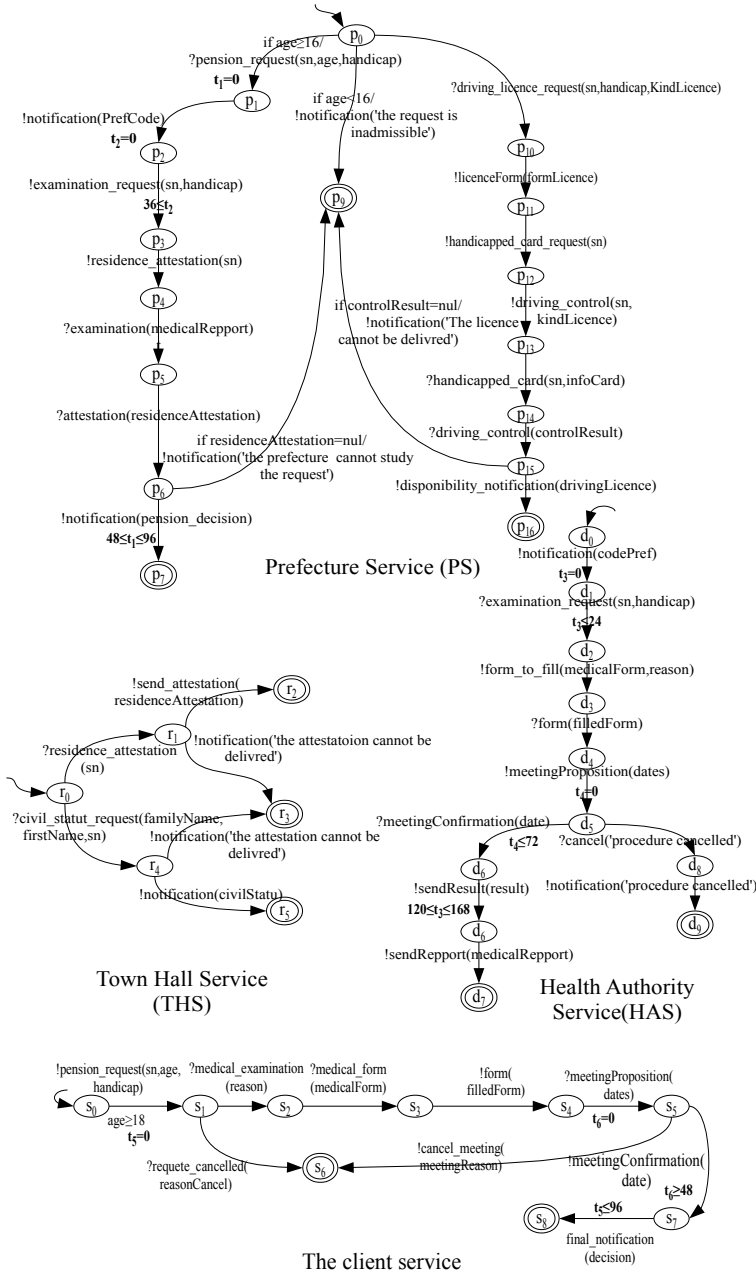 p0
if age≥16/
?pension_request(sn,age,handicap)
t1=0
p1
!notification(PrefCode)
t2=0
p2
!examination_request(sn,handicap)
36≤t2
p3
!residence_attestation(sn)
p4
?examination(medicalRepport)
r
p5
?attestation(residenceAttestation)
p6
!notification(pension_decision)
48≤t1≤96
p7
if age<16/
!notification('the request is
inadmissible')
p9
if residenceAttestation=nul/
!notification('the prefecture cannot study
the request')
if controlResult=nul/
!notification('The licence
cannot be delivred')
?driving_licence_request(sn,handicap,KindLicence)
p10
!licenceForm(formLicence)
p11
!handicapped_card_request(sn)
p12
!driving_control(sn,
kindLicence)
p13
?handicapped_card(sn,infoCard)
p14
?driving_control(controlResult)
p15
!disponibility_notification(drivingLicence)
p16
Prefecture Service (PS)
d0
!notification(codePref)
t3=0
d1
?examination_request(sn,handicap)
t3≤24
d2
!form_to_fill(medicalForm,reason)
d3
?form(filledForm)
d4
!meetingProposition(dates)
t4=0
d5
?meetingConfirmation(date)
t4≤72
?cancel('procedure cancelled')
d6
d8
!sendResult(result)
!notification('procedure cancelled')
120≤t3≤168
d6
d9
!sendRepport(medicalRepport)
d7
Health Authority
Service(HAS)
!send_attestation(
residenceAttestation)
r2
r1
?residence_attestation
(sn)
!notification('the attestatoion cannot be
delivred')
r0
r3
?civil_statut_request(familyName,
firstName,sn)
!notification('the attestation cannot be
delivred')
r4
!notification(civilStatu)
r5
Town Hall Service
(THS)
!pension_request(sn,age,
handicap)
?medical_examination
(reason)
?medical_form
(medicalForm)
!form(
filledForm)
?meetingProposition(
dates)
s0
s1
s2
s3
s4
s5
age≥18
t5=0
t6=0
?requete_cancelled(
reasonCancel)
s6
!cancel_meeting(
meetingReason)
!meetingConfirmation(
date)
t6≥48
t5≤96
s8
s7
final_notification
(decision)
The client service